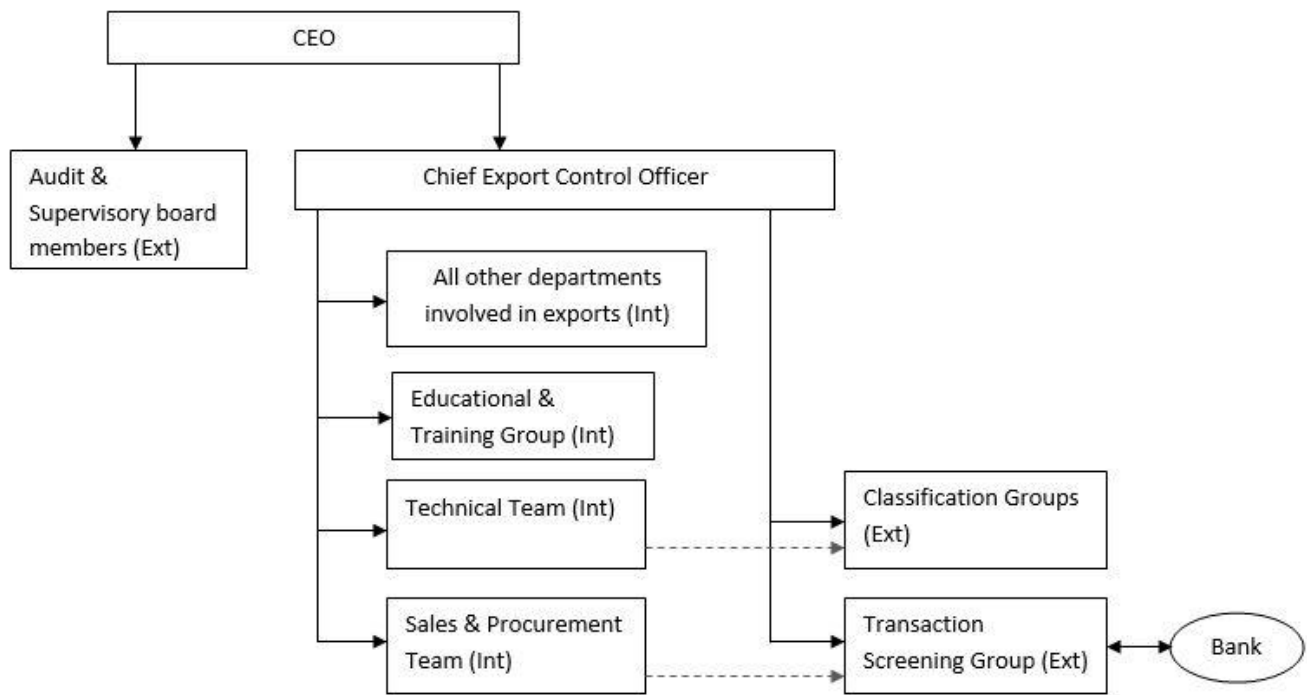 CEO
Audit &
Supervisory board
members (Ext)
Chief Export Control Officer
All other departments
involved in exports (Int)
Educational &
Training Group (Int)
Technical Team (Int)
Classification Groups
(Ext)
Sales & Procurement
Team (Int)
Transaction
Screening Group (Ext)
Bank